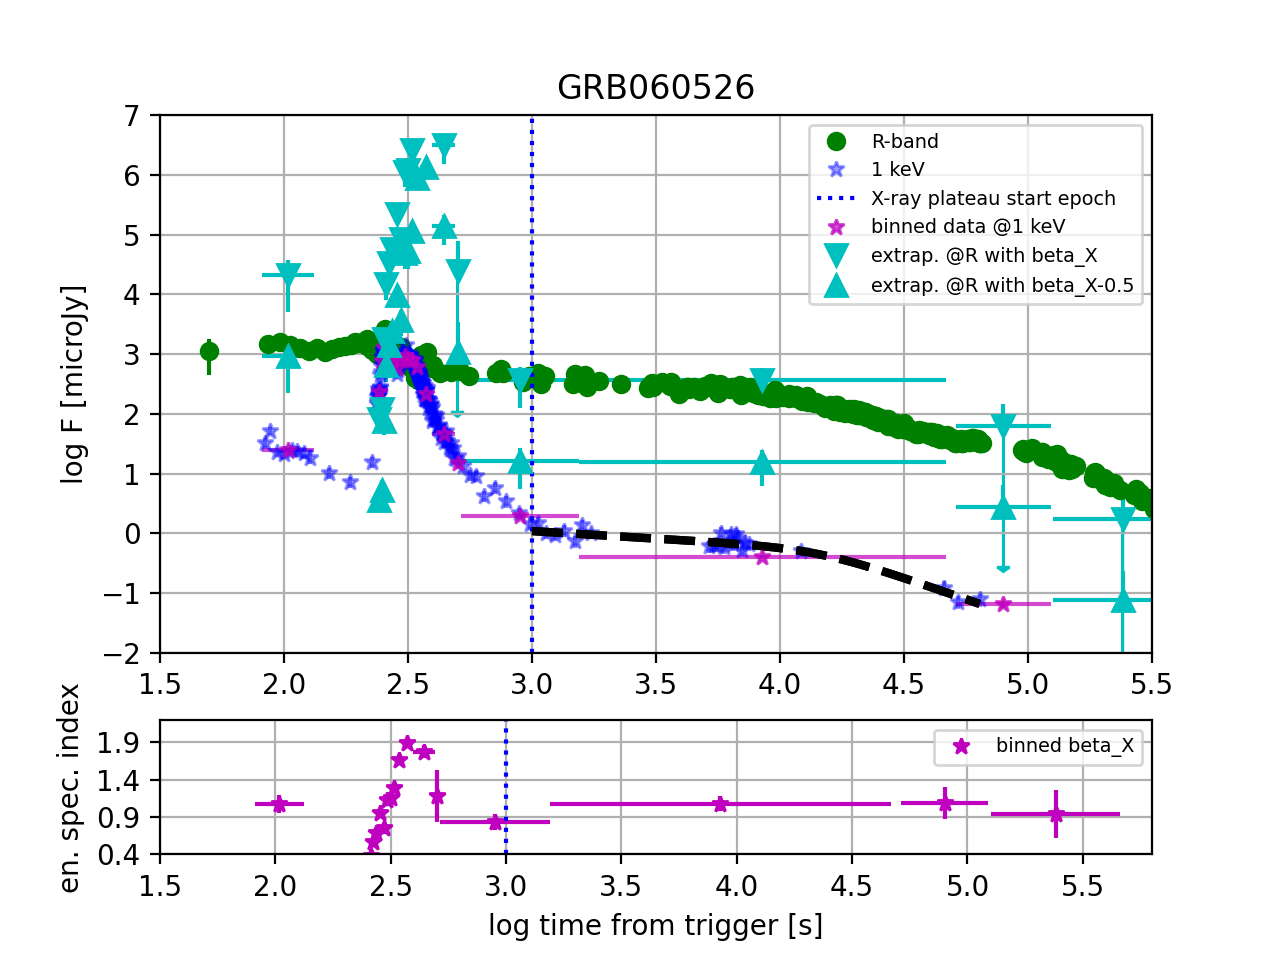 GRB060526
7
6
5
4
3
2
1
0
−1
−2
log F [microJy]
R-band
1 keV
X-ray plateau start epoch
binned data @1 keV
extrap. @R with beta_X
extrap. @R with beta_X-0.5
1.5 2.0 2.5 3.0 3.5 4.0 4.5 5.0 5.5
1.9
1.4
0.9
0.4
en. spec. index
binned beta_X
1.5 2.0 2.5 3.0 3.5 4.0 4.5 5.0 5.5
log time from trigger [s]